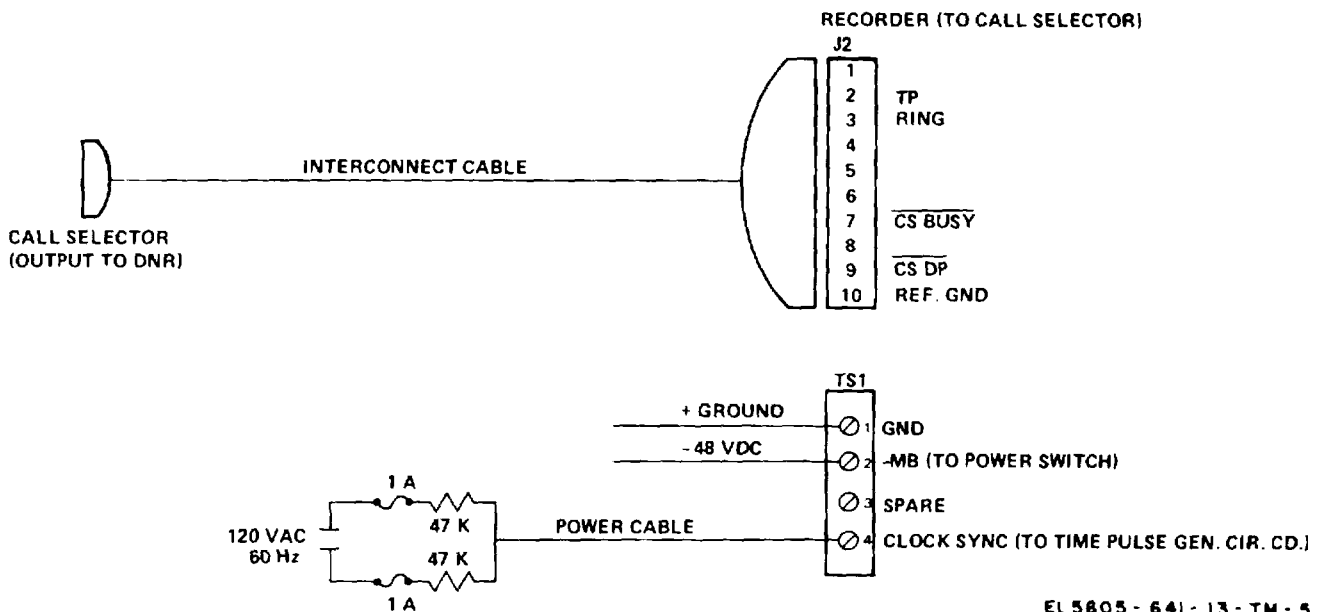 RECORDER (TO CALL SELECTOR)
J2
1
2 TP
3 RING
4
5
6
7 CS BUSY
8
9 CS DP
10 REF. GND
INTERCONNECT CABLE
CALL SELECTOR
(OUTPUT TO DNR)
TS1
+ GROUND 1 GND
-48 VDC 2 -MB (TO POWER SWITCH)
3 SPARE
POWER CABLE 4 CLOCK SYNC (TO TIME PULSE GEN. CIR. CD.)
1 A
47 K
120 VAC
60 Hz
47 K
1 A
EL 5805 - 641 - 13 - TM - 5